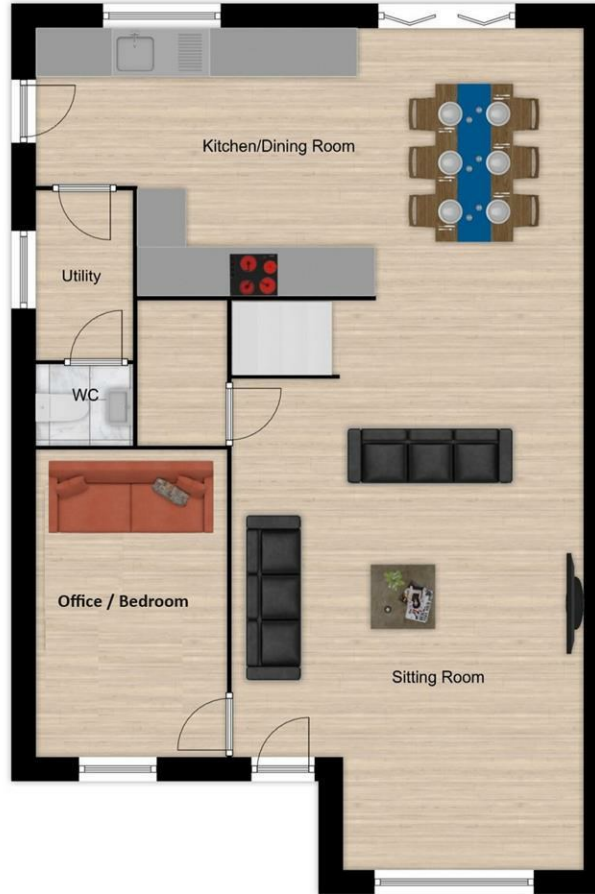 Kitchen/Dining Room
Utility
WC
Office / Bedroom
Sitting Room